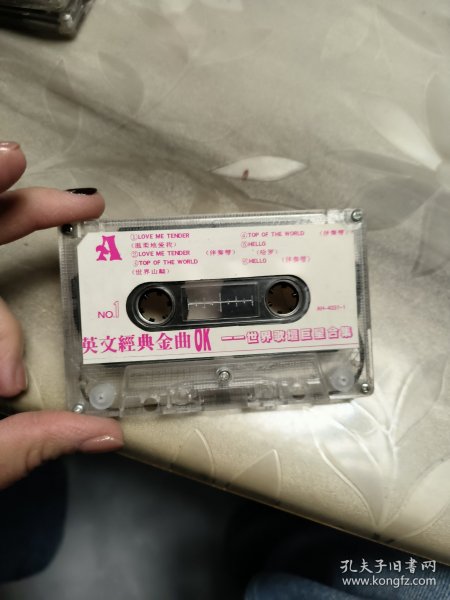 A
①LOVE ME TENDER
(温柔地爱我)
②LOVE ME TENDER (伴奏带)
③TOP OF THE WORLD
(世界山巅)
④TOP OF THE WORLD (伴奏带)
⑤HELLO
(哈罗)
⑥HELLO (伴奏带)
NO.1
英文經典金曲OK ——世界歌壇巨星合集
孔夫子旧书网
www.kongfz.com